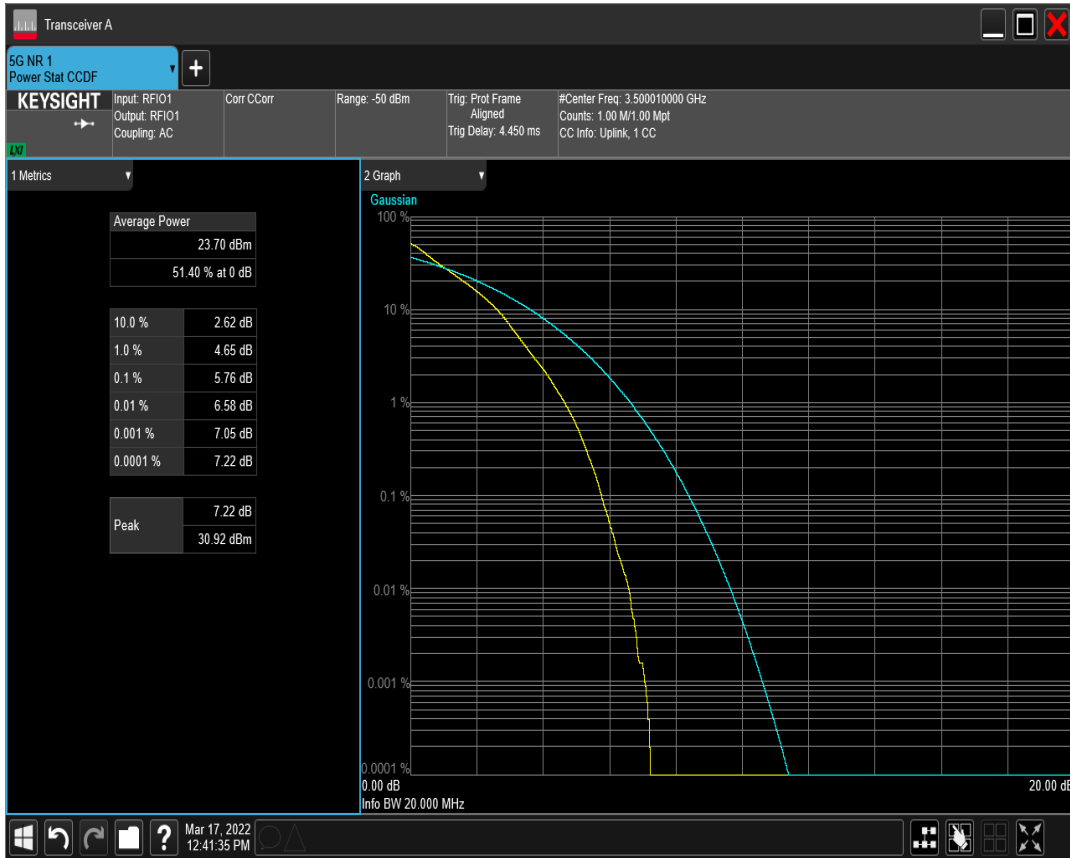 Transceiver A
5G NR 1
Power Stat CCDF
KEYSIGHT
LXI
Input: RFIO1
Output: RFIO1
Coupling: AC
Corr CCorr
Range: -50 dBm
Trig: Prot Frame
Aligned
Trig Delay: 4.450 ms
#Center Freq: 3.500010000 GHz
Counts: 1.00 M/1.00 Mpt
CC Info: Uplink, 1 CC
1 Metrics
Average Power
23.70 dBm
51.40 % at 0 dB
10.0 % 2.62 dB
1.0 % 4.65 dB
0.1 % 5.76 dB
0.01 % 6.58 dB
0.001 % 7.05 dB
0.0001 % 7.22 dB
Peak
7.22 dB
30.92 dBm
2 Graph
Gaussian
100 %
10 %
1 %
0.1 %
0.01 %
0.001 %
0.0001 %
0.00 dB 20.00 dB
Info BW 20.000 MHz
?
Mar 17, 2022
12:41:35 PM